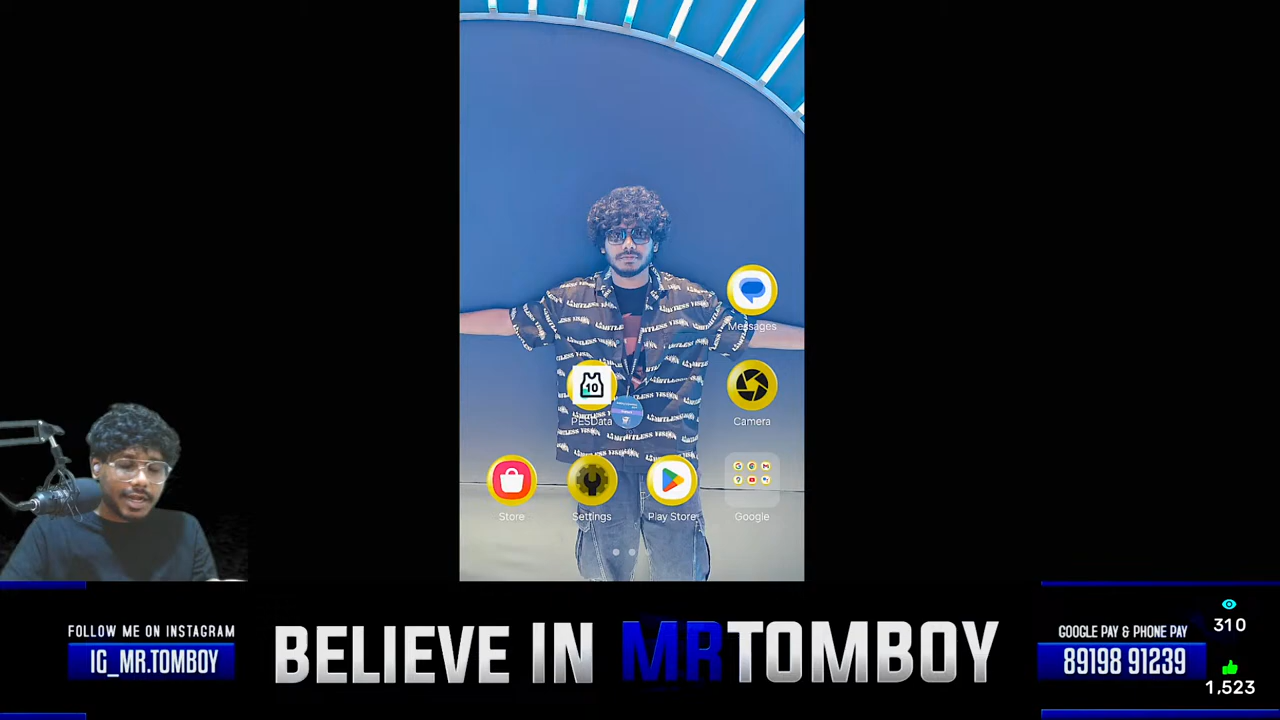 Messages
10
PESData
Camera
Store
Settings
Play Store
Google
FOLLOW ME ON INSTAGRAM
IG_MR.TOMBOY
BELIEVE IN MRTOMBOY
GOOGLE PAY & PHONE PAY
89198 91239
310
1,523